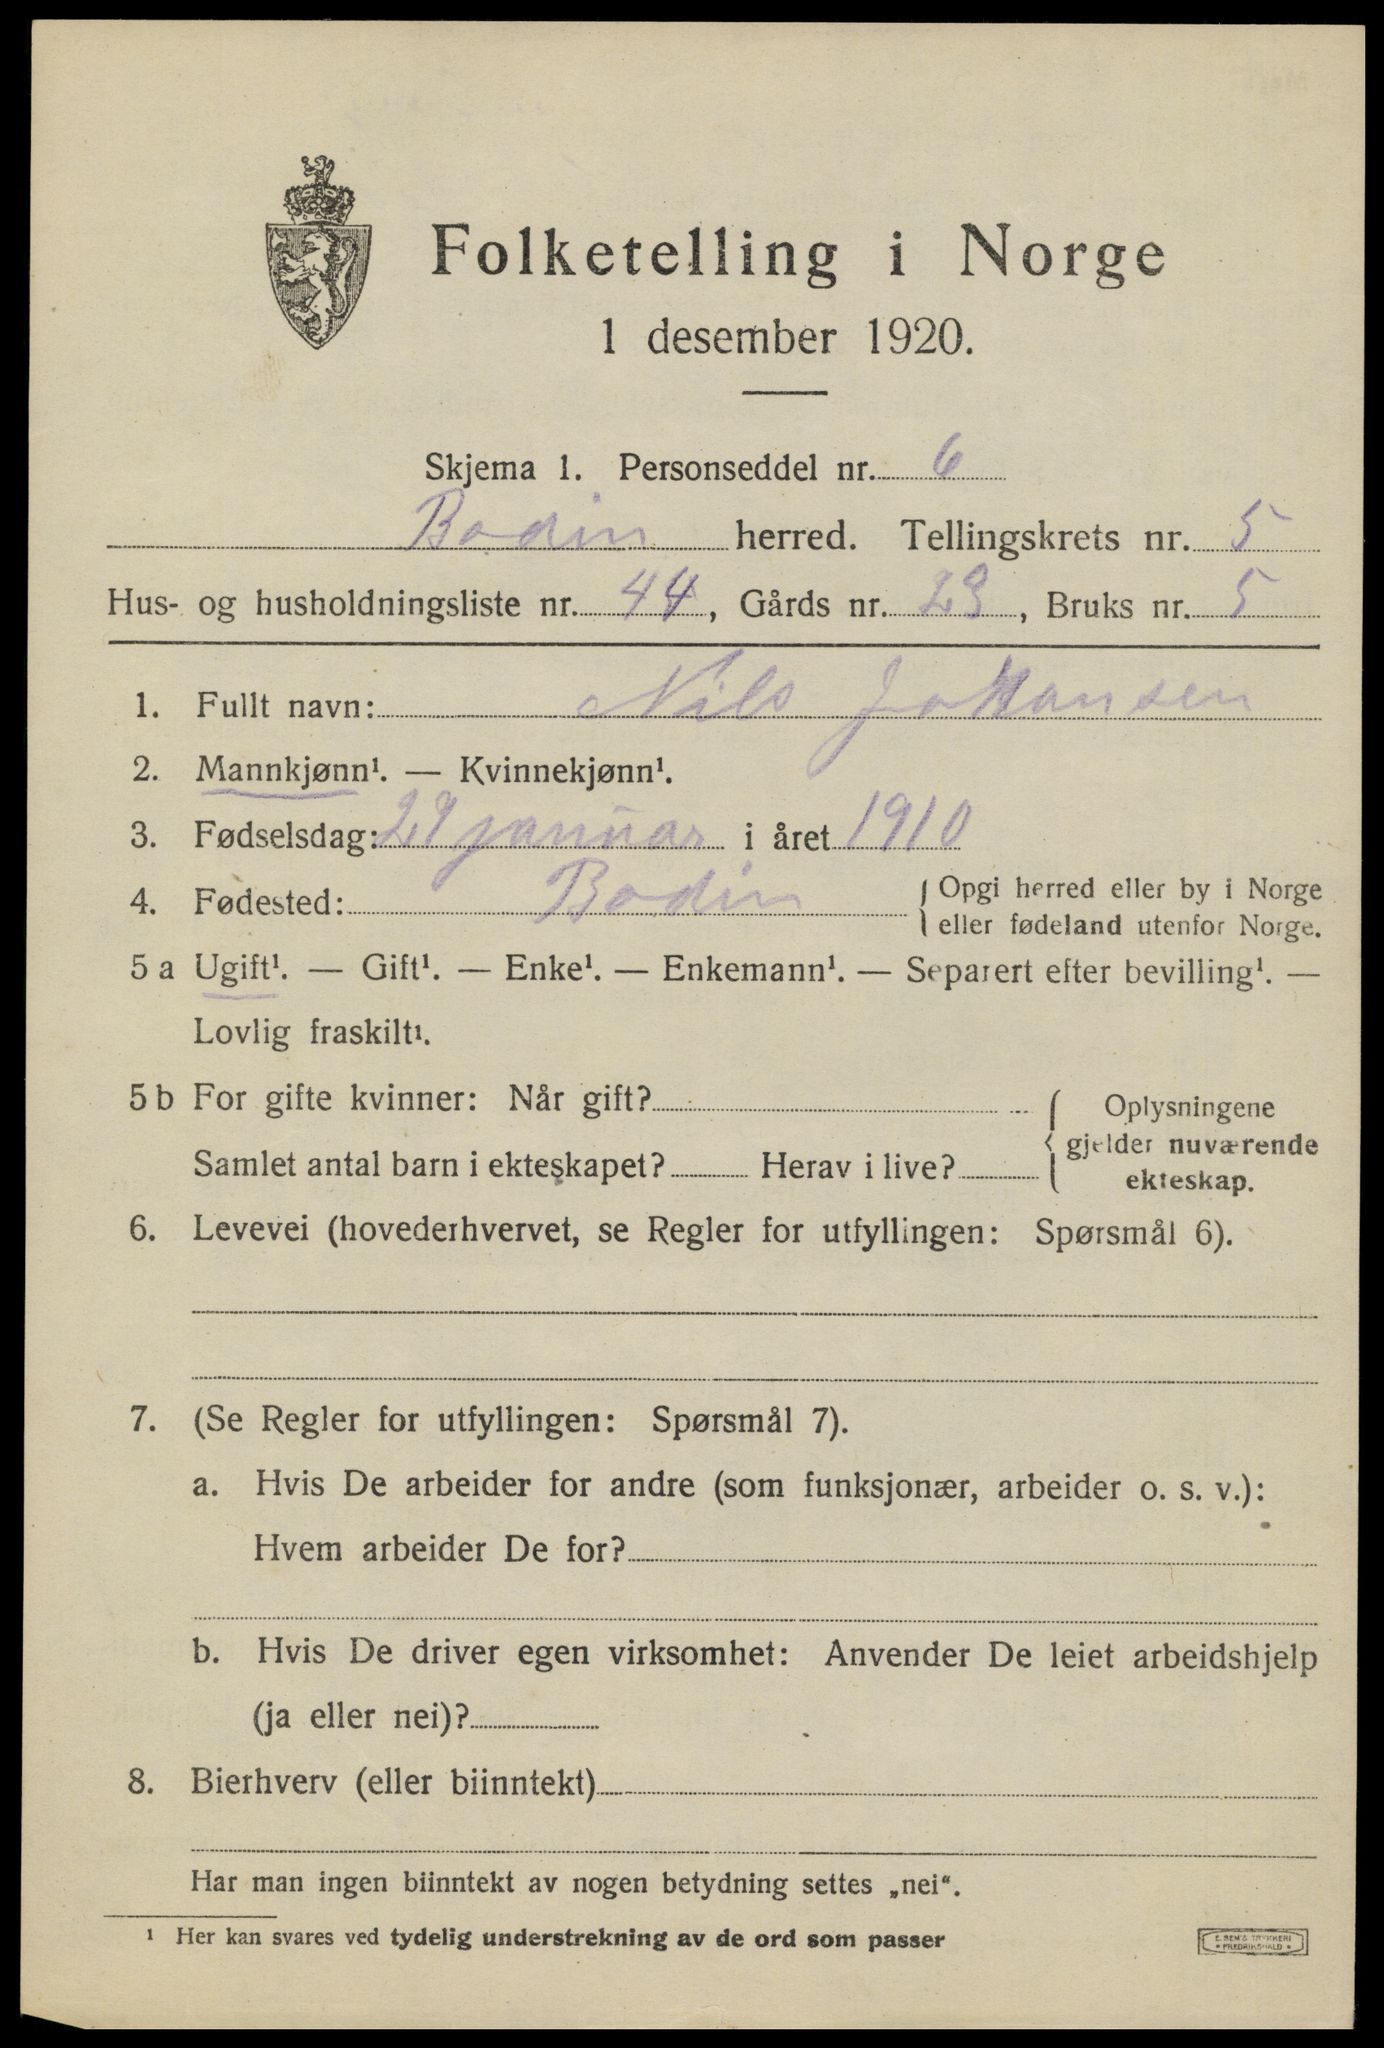 Folketelling i Norge
1 desember 1920.
Skjema 1. Personseddel nr. 6
Bodin herred. Tellingskrets nr. 5
Hus- og husholdningsliste nr. 44, Gårds nr. 23, Bruks nr. 5
1. Fullt navn: Nils Johansen
2. Mannkjønn¹. — Kvinnekjønn¹.
3. Fødselsdag: 29 januar i året 1910
4. Fødested: Bodin { Opgi herred eller by i Norge
eller fødeland utenfor Norge.
5 a Ugift¹. — Gift¹. — Enke¹. — Enkemann¹. — Separert efter bevilling¹. —
Lovlig fraskilt¹.
5 b For gifte kvinner: Når gift? { Oplysningene
gjelder nuværende
Samlet antal barn i ekteskapet? Herav i live? ekteskap.
6. Levevei (hovederhvervet, se Regler for utfyllingen: Spørsmål 6).
7. (Se Regler for utfyllingen: Spørsmål 7).
a. Hvis De arbeider for andre (som funksjonær, arbeider o. s. v.):
Hvem arbeider De for?
b. Hvis De driver egen virksomhet: Anvender De leiet arbeidshjelp
(ja eller nei)?
8. Bierhverv (eller biinntekt)
Har man ingen biinntekt av nogen betydning settes „nei“.
¹ Her kan svares ved tydelig understrekning av de ord som passer
E. SEM'S TRYKKERI
• FREDRIKSHALD •